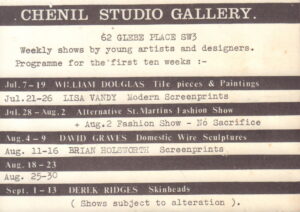 CHENIL STUDIO GALLERY.
62 GLEBE PLACE SW3
Weekly shows by young artists and designers.
Programme for the first ten weeks :-
Jul. 7-19 WILLIAM DOUGLAS Tile pieces & Paintings
Jul.21-26 LISA VANDY Modern Screenprints
Jul.28-Aug.2 Alternative St.Martins Fashion Show
+ Aug.2 Fashion Show - No Sacrifice
Aug.4-9 DAVID GRAVES Domestic Wire Sculptures
Aug. 11-16 BRIAN HOLSWORTH Screenprints
Aug.18-23
Aug. 25-30
Sept. 1-13 DEREK RIDGES Skinheads
( Shows subject to alteration ).